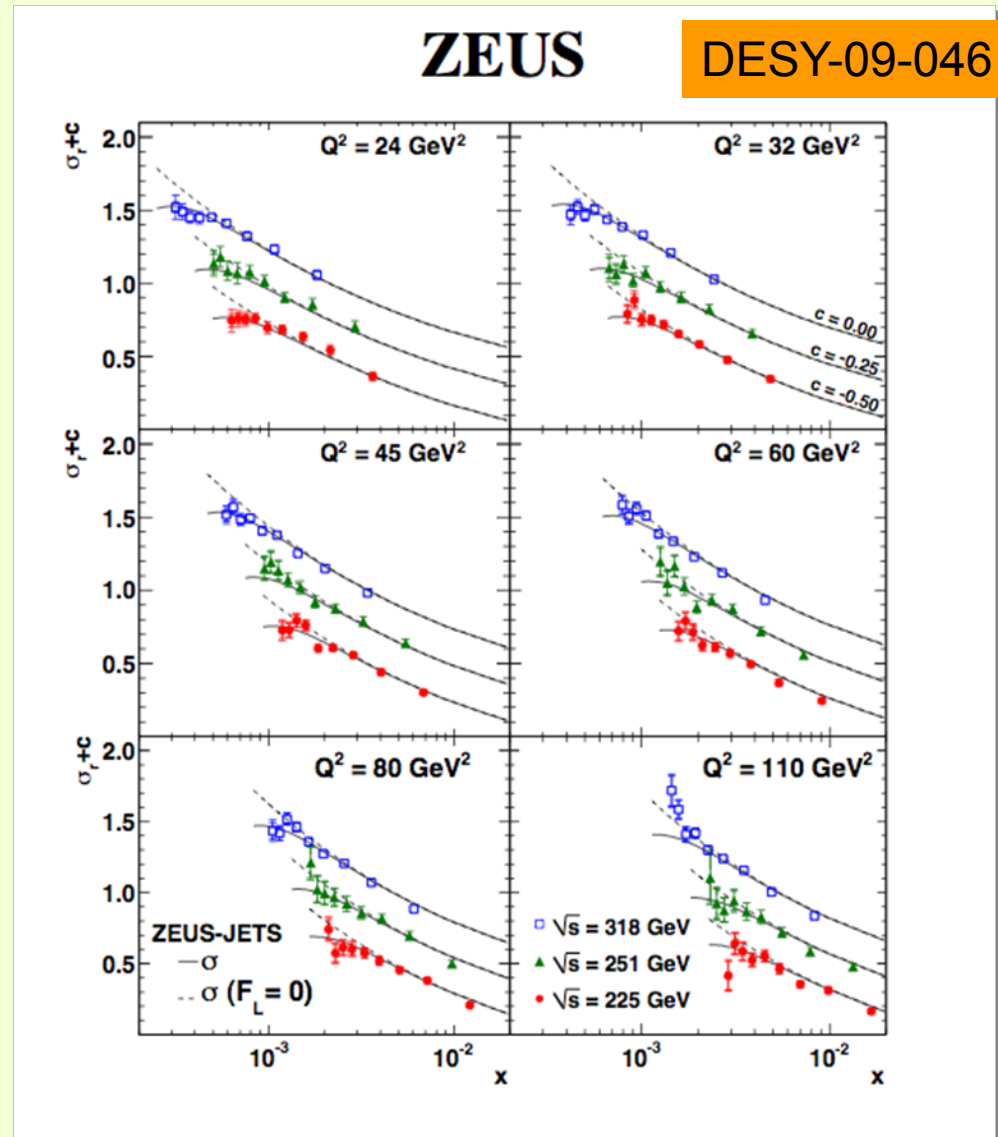 ZEUS
DESY-09-046
σr+c
2.0
1.5
1.0
0.5
Q² = 24 GeV²
Q² = 32 GeV²
c = 0.00
c = -0.25
c = -0.50
σr+c
2.0
1.5
1.0
0.5
Q² = 45 GeV²
Q² = 60 GeV²
σr+c
2.0
1.5
1.0
0.5
Q² = 80 GeV²
ZEUS-JETS
σ
σ (FL = 0)
Q² = 110 GeV²
√s = 318 GeV
√s = 251 GeV
√s = 225 GeV
10⁻³ 10⁻² 10⁻³ 10⁻²
x x